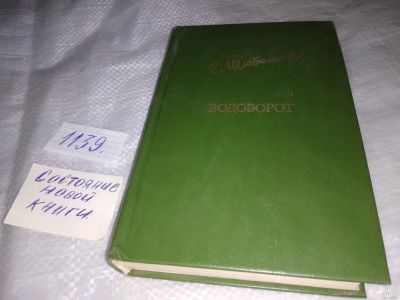 ВОДОВОРОТ
1139.
Состояние
новой
книги.